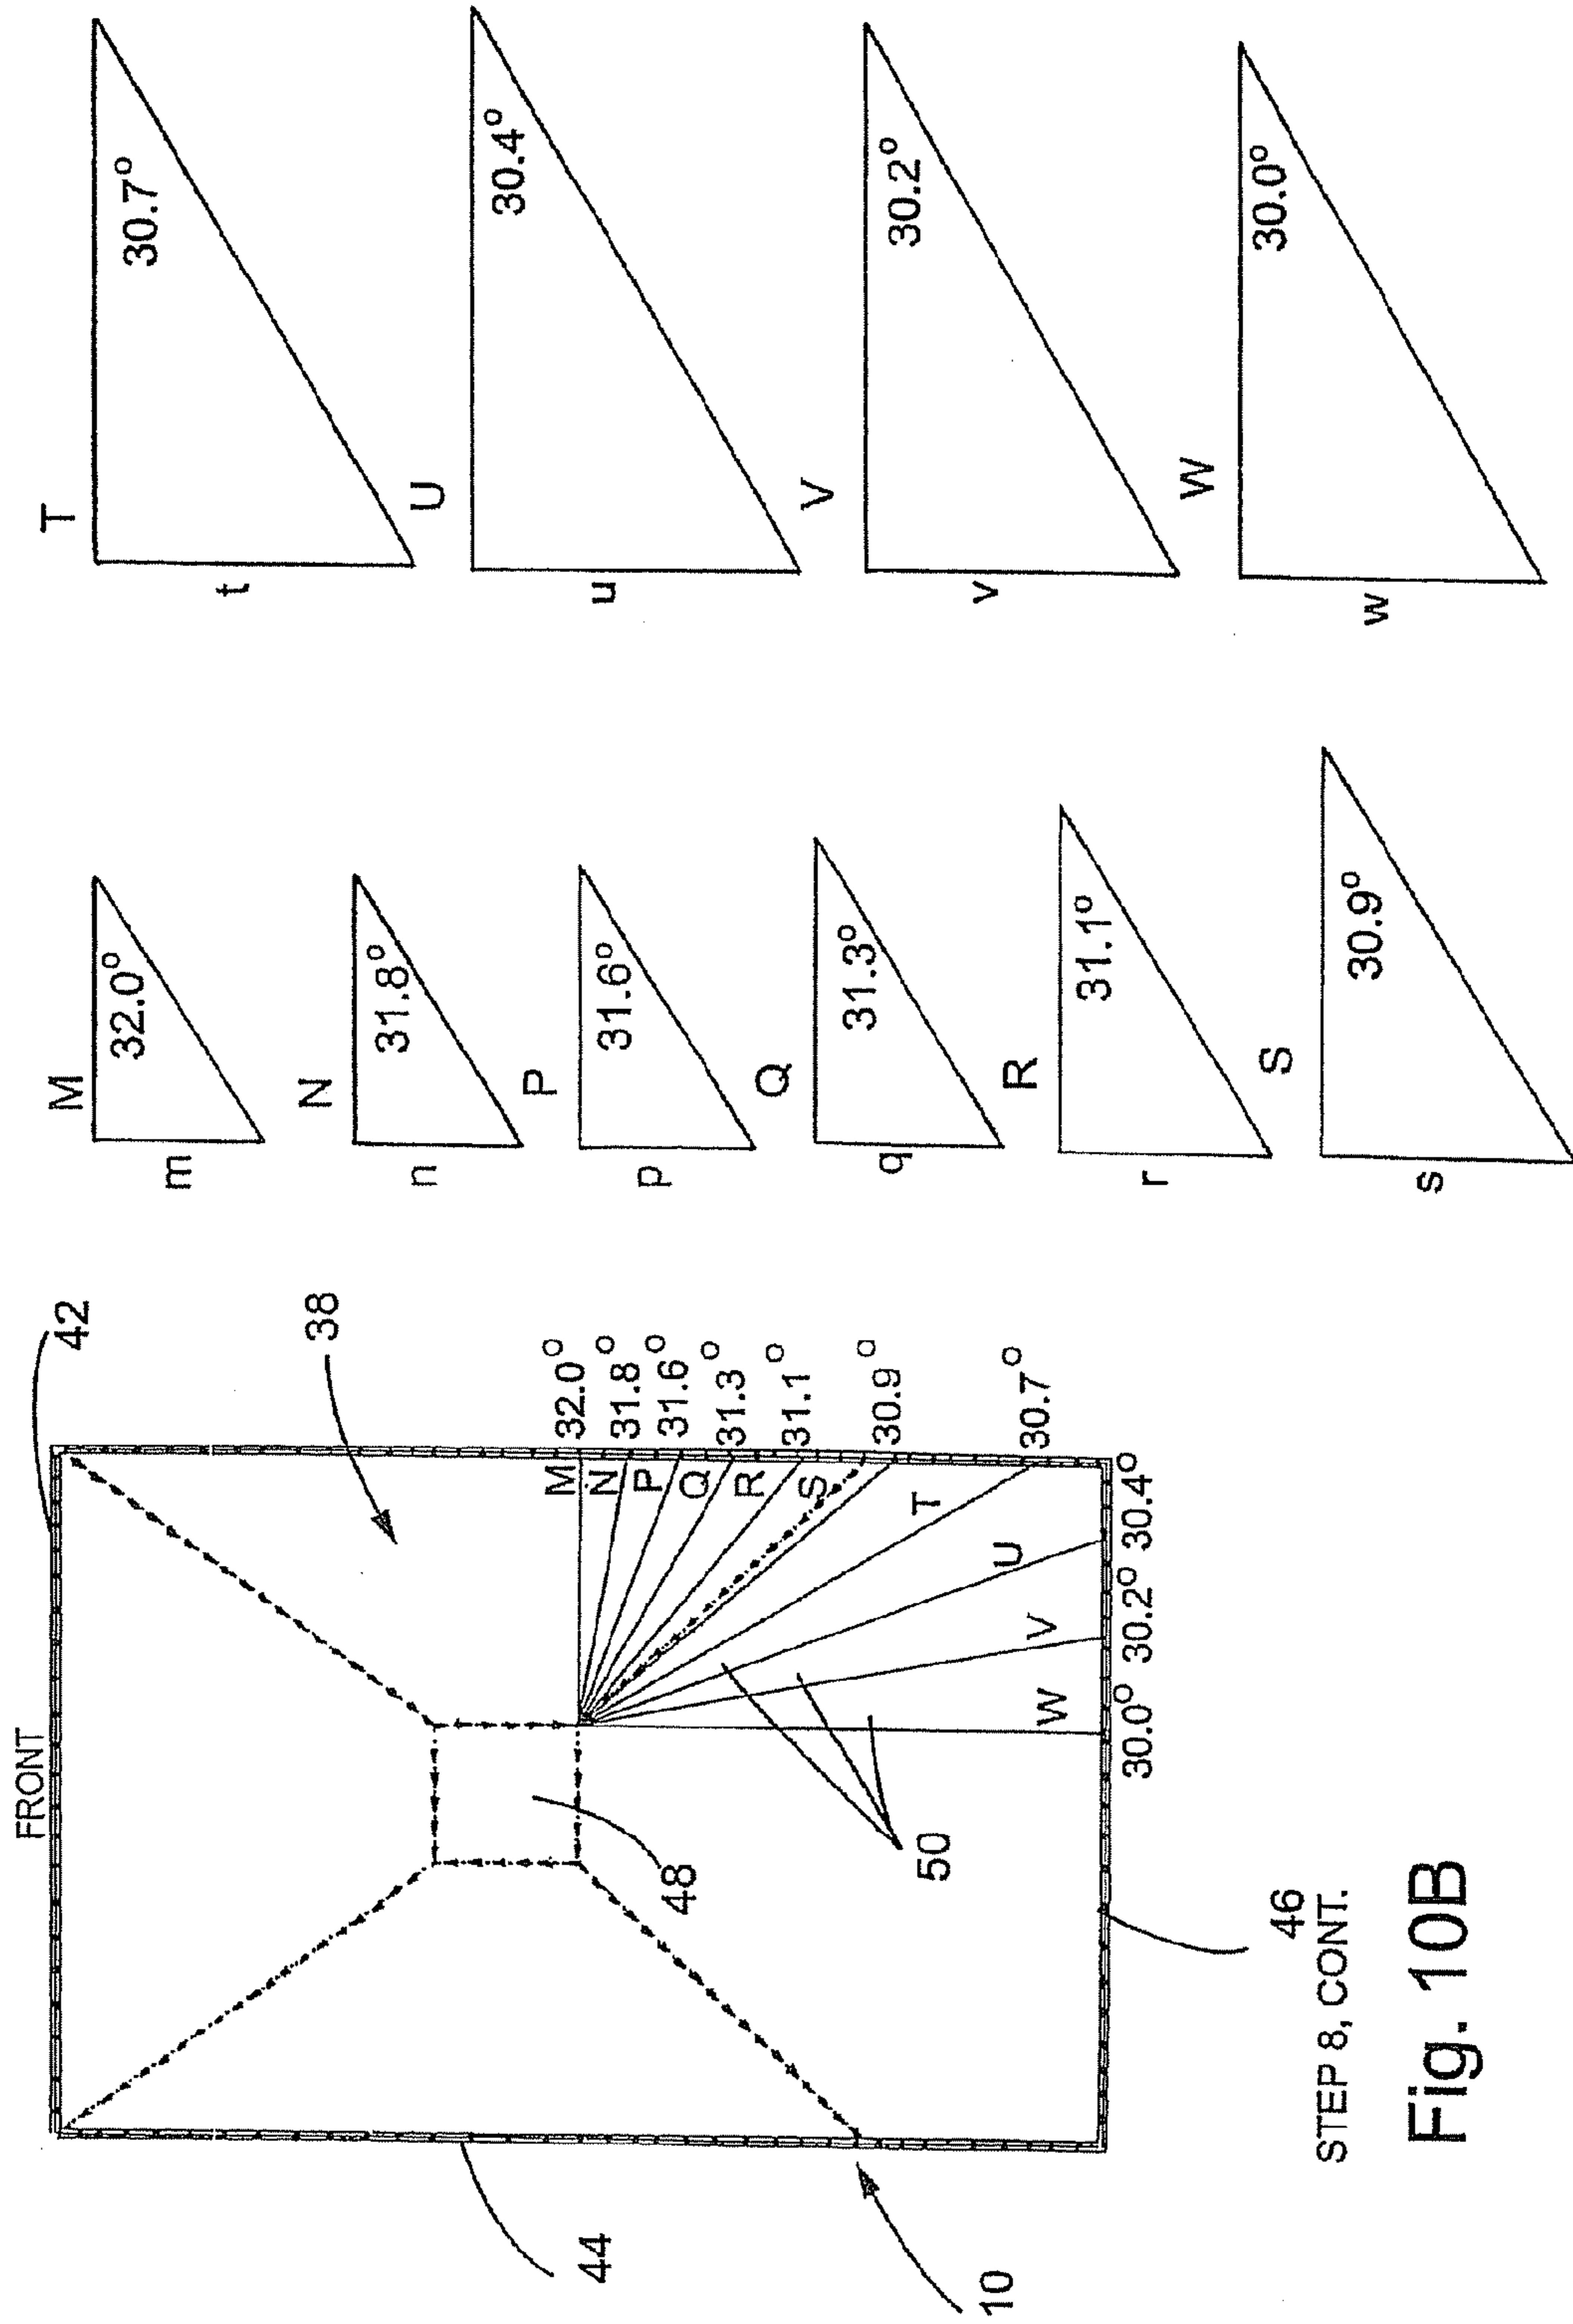 FRONT
42
38
M 32.0°
N 31.8°
P 31.6°
Q 31.3°
R 31.1°
S 30.9°
T 30.7°
U 30.4°
V 30.2°
W 30.0°
48
50
44
46
10
STEP 8, CONT.
Fig. 10B
M
32.0°
m
N
31.8°
n
P
31.6°
p
Q
31.3°
q
R
31.1°
r
S
30.9°
s
T
30.7°
t
U
30.4°
u
V
30.2°
v
W
30.0°
w